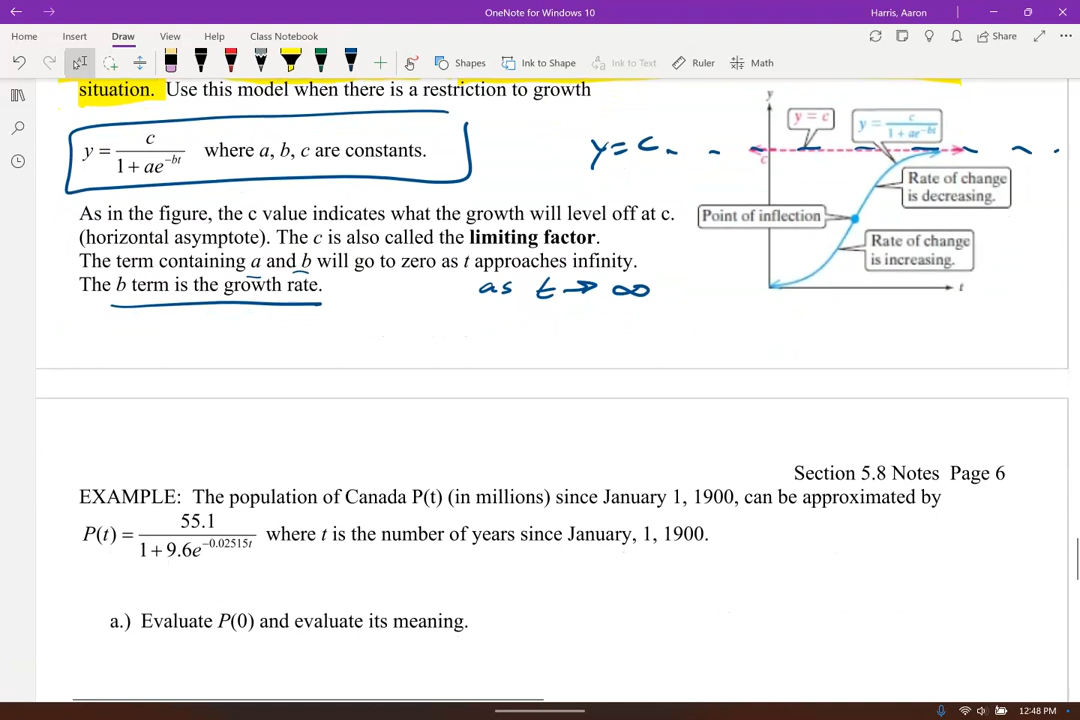 OneNote for Windows 10
Harris, Aaron
Home Insert Draw View Help Class Notebook
Share
Shapes Ink to Shape Ink to Text Ruler Math
situation. Use this model when there is a restriction to growth
y = c / 1 + ae^−bt where a, b, c are constants.
y = c
y
y = c
y = c / 1 + ae^−bt
c
Rate of change
is decreasing.
Point of inflection
Rate of change
is increasing.
t
As in the figure, the c value indicates what the growth will level off at c.
(horizontal asymptote). The c is also called the limiting factor.
The term containing a and b will go to zero as t approaches infinity.
The b term is the growth rate.
as t → ∞
Section 5.8 Notes Page 6
EXAMPLE: The population of Canada P(t) (in millions) since January 1, 1900, can be approximated by
P(t) = 55.1 / 1 + 9.6e^−0.02515t where t is the number of years since January, 1, 1900.
a.) Evaluate P(0) and evaluate its meaning.
12:48 PM